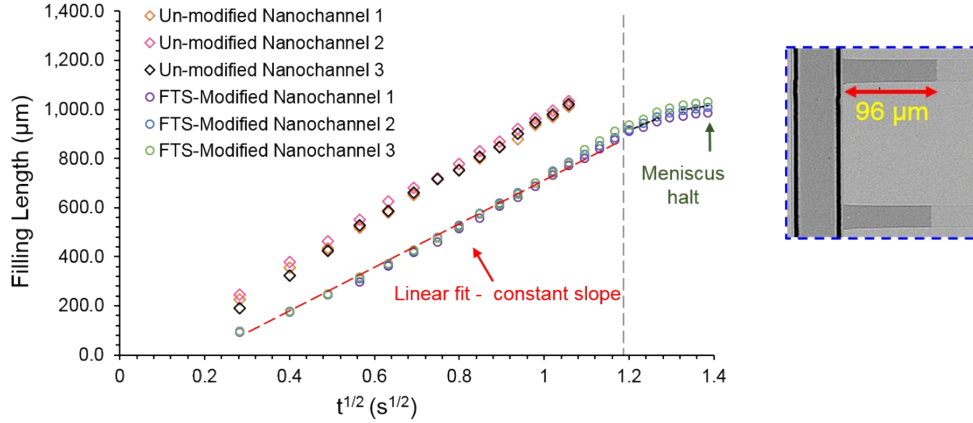 1,400.0
1,200.0
1,000.0
800.0
600.0
400.0
200.0
0.0
Filling Length (µm)
Un-modified Nanochannel 1
Un-modified Nanochannel 2
Un-modified Nanochannel 3
FTS-Modified Nanochannel 1
FTS-Modified Nanochannel 2
FTS-Modified Nanochannel 3
Meniscus
halt
Linear fit - constant slope
0 0.2 0.4 0.6 0.8 1 1.2 1.4
t^1/2 (s^1/2)
96 µm